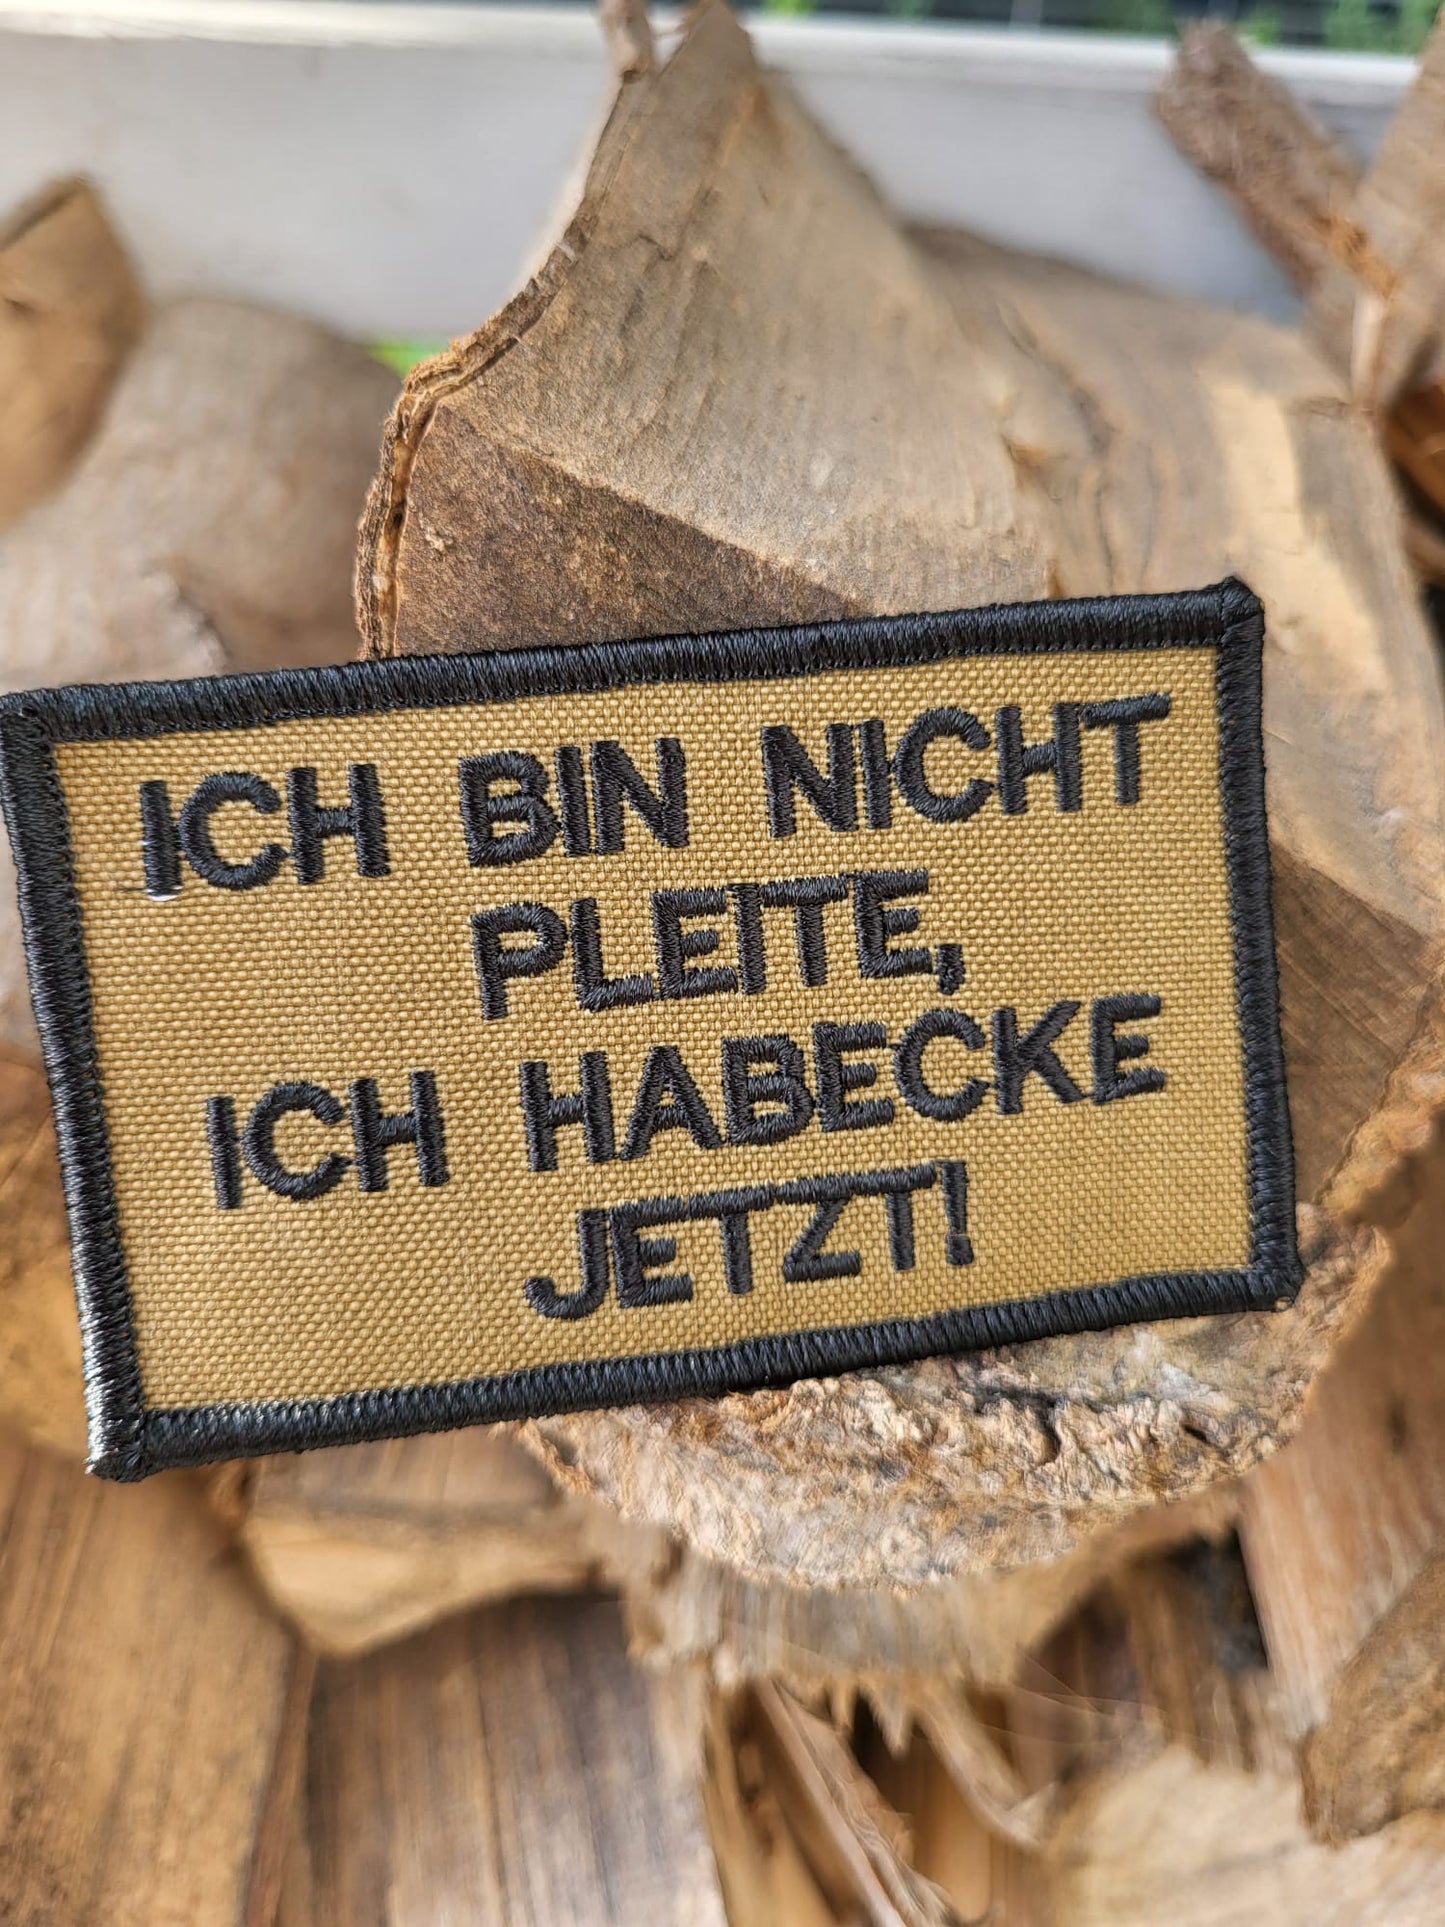 ICH BIN NICHT
PLEITE,
ICH HABECKE
JETZT!